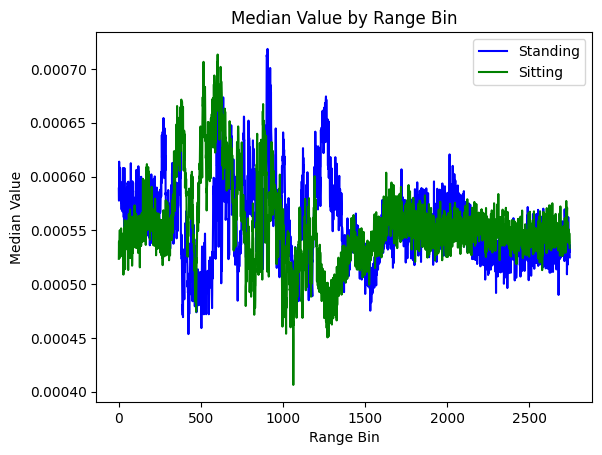 Median Value by Range Bin
Standing
Sitting
0.00070
0.00065
0.00060
0.00055
0.00050
0.00045
0.00040
Median Value
0 500 1000 1500 2000 2500
Range Bin